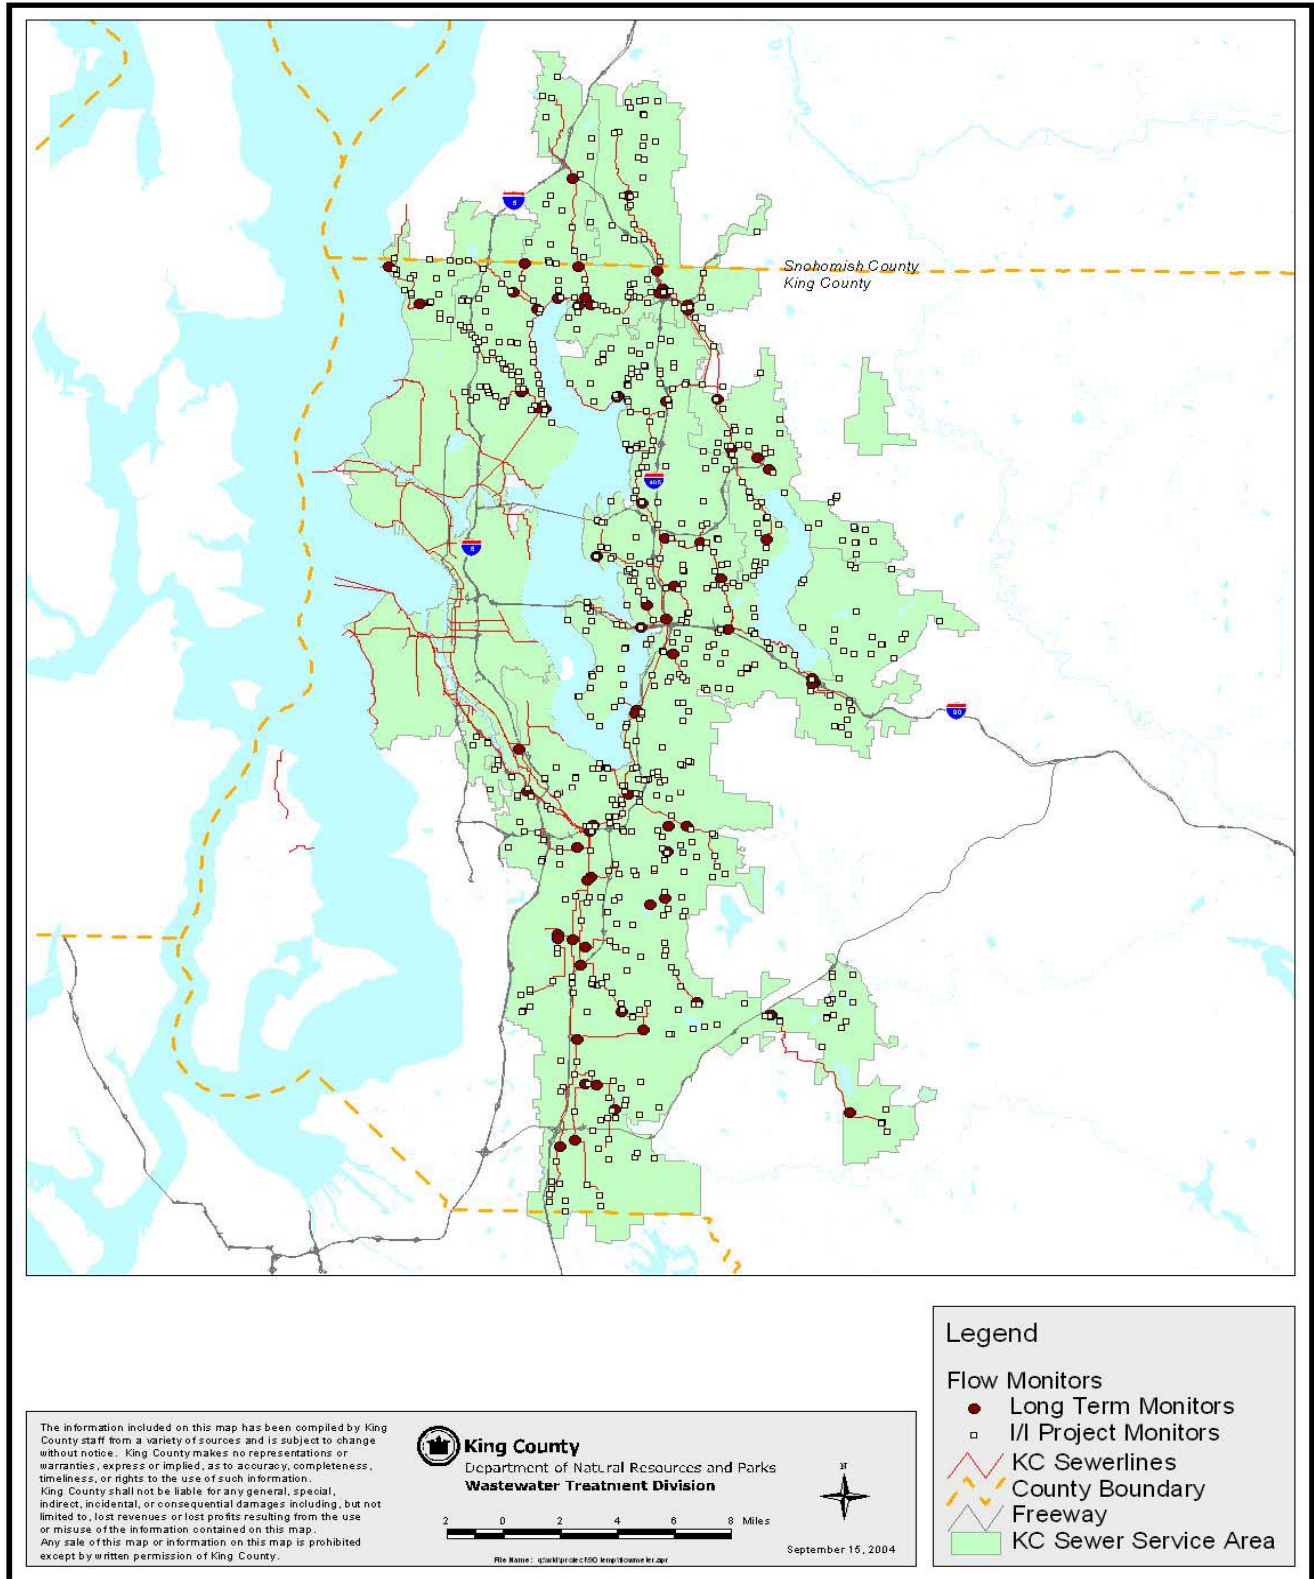 5
Snohomish County
King County
405
5
90
Legend
Flow Monitors
Long Term Monitors
I/I Project Monitors
KC Sewerlines
County Boundary
Freeway
KC Sewer Service Area
The information included on this map has been compiled by King
County staff from a variety of sources and is subject to change
without notice. King County makes no representations or
warranties, express or implied, as to accuracy, completeness,
timeliness, or rights to the use of such information.
King County shall not be liable for any general, special,
indirect, incidental, or consequential damages including, but not
limited to, lost revenues or lost profits resulting from the use
or misuse of the information contained on this map.
Any sale of this map or information on this map is prohibited
except by written permission of King County.
King County
Department of Natural Resources and Parks
Wastewater Treatment Division
2 0 2 4 6 8 Miles
File Name:
N
September 15, 2004